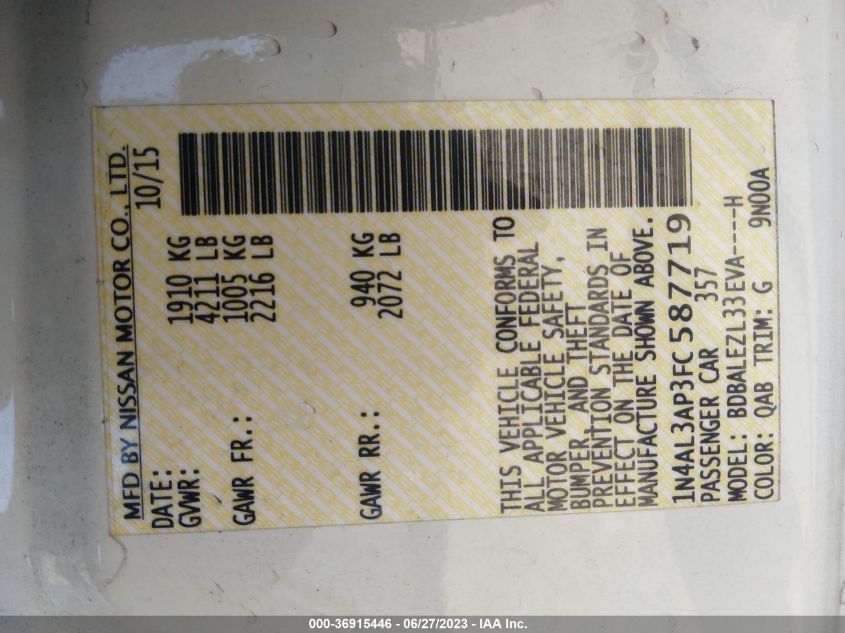 MFD BY NISSAN MOTOR CO., LTD.
DATE: 10/15
GVWR: 1910 KG
4211 LB
GAWR FR.: 1005 KG
2216 LB
GAWR RR.: 940 KG
2072 LB
THIS VEHICLE CONFORMS TO
ALL APPLICABLE FEDERAL
MOTOR VEHICLE SAFETY,
BUMPER, AND THEFT
PREVENTION STANDARDS IN
EFFECT ON THE DATE OF
MANUFACTURE SHOWN ABOVE.
1N4AL3AP3FC587719
PASSENGER CAR 357
MODEL: BDBALEZL33EVA----H
COLOR: QAB TRIM: G 9N00A
000-36915446 - 06/27/2023 - IAA Inc.